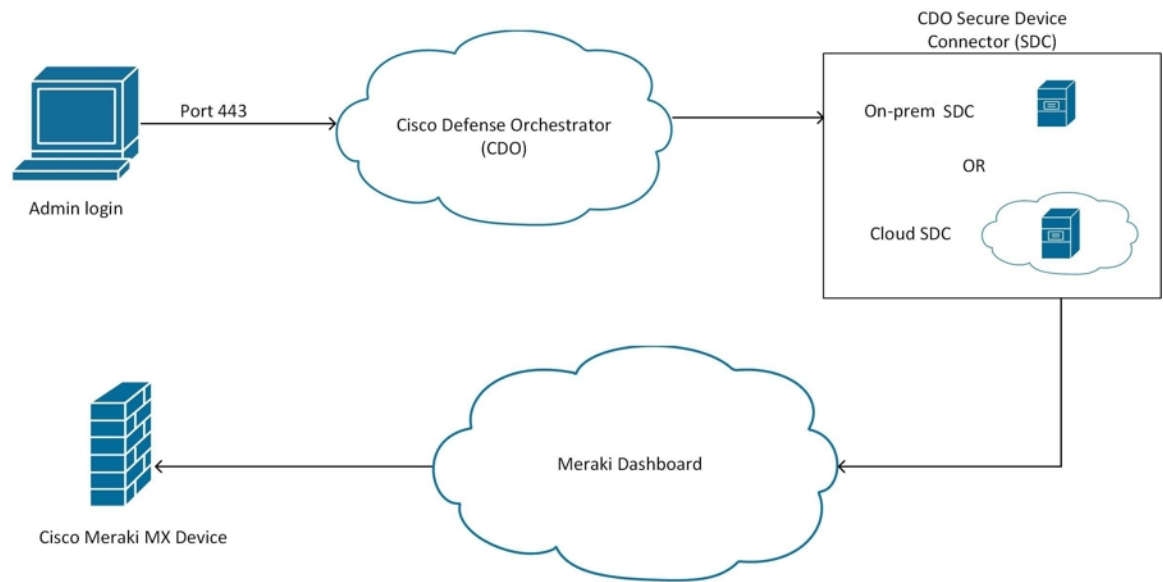 CDO Secure Device
Connector (SDC)
Port 443
On-prem SDC
Cisco Defense Orchestrator
(CDO)
OR
Admin login
Cloud SDC
Meraki Dashboard
Cisco Meraki MX Device